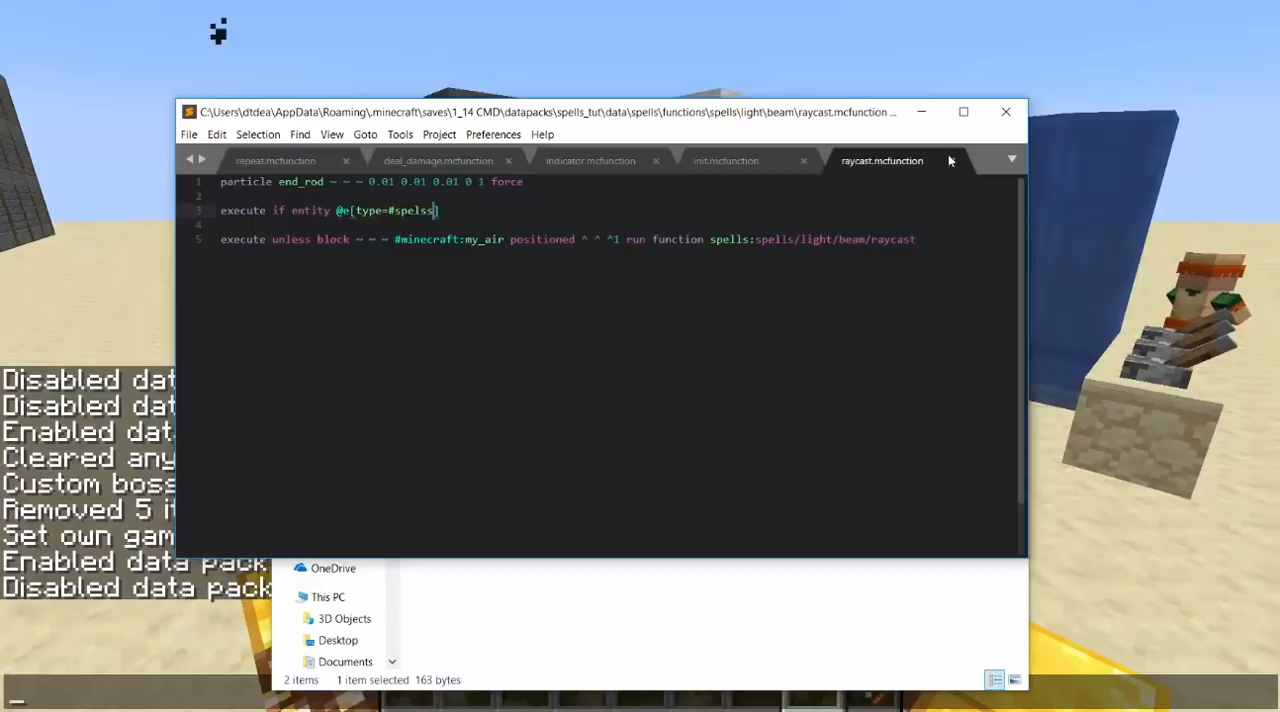 C:\Users\dtdea\AppData\Roaming\.minecraft\saves\1_14 CMD\datapacks\spells_tut\data\spells\functions\spells\light\beam\raycast.mcfunction ...
File Edit Selection Find View Goto Tools Project Preferences Help
repeat.mcfunction deal_damage.mcfunction indicator.mcfunction init.mcfunction raycast.mcfunction
1 particle end_rod ~ ~ ~ 0.01 0.01 0.01 0 1 force
2
3 execute if entity @e[type=#spelss]
4
5 execute unless block ~ ~ ~ #minecraft:my_air positioned ^ ^ ^1 run function spells:spells/light/beam/raycast
Disabled dat
Disabled dat
Enabled data
Cleared any
Custom boss
Removed 5 it
Set own gam
Enabled data pack
Disabled data pack
OneDrive
This PC
3D Objects
Desktop
Documents
2 items 1 item selected 163 bytes